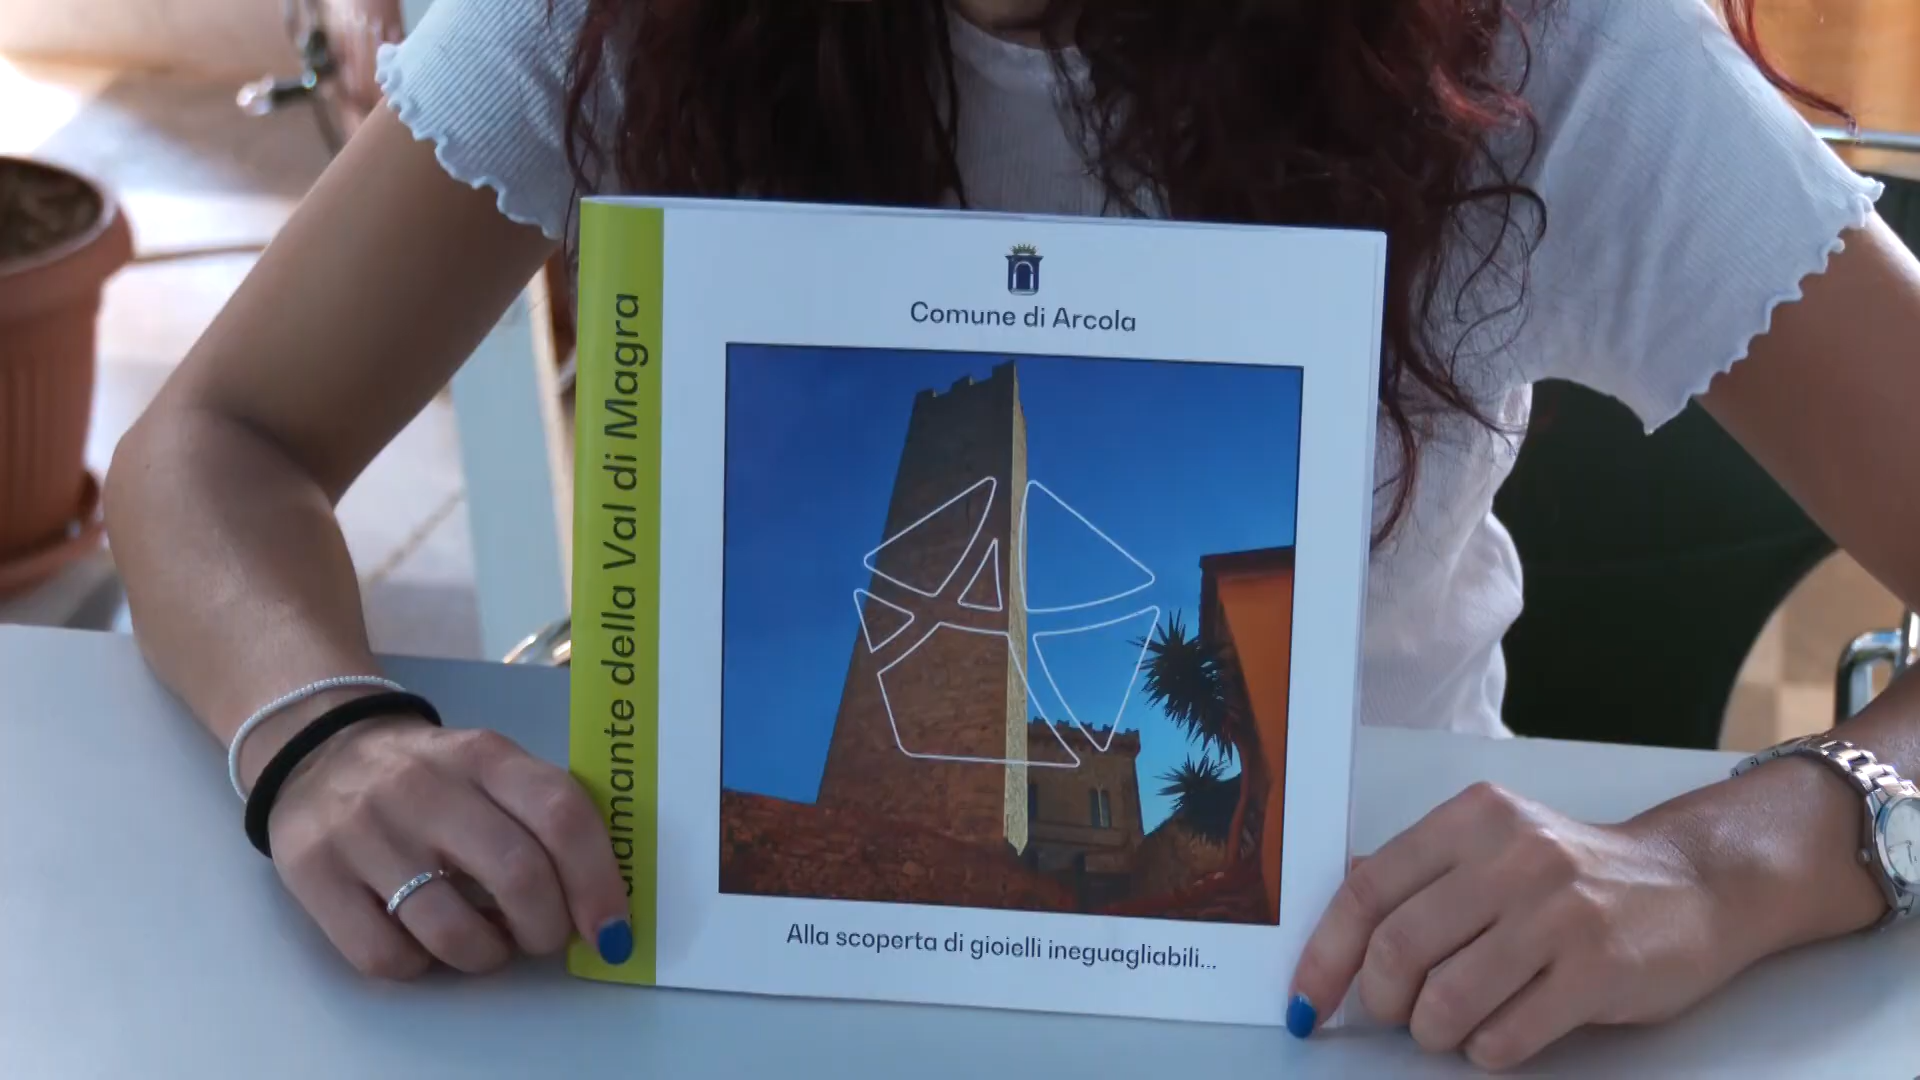 Comune di Arcola
diamante della Val di Magra
Alla scoperta di gioielli ineguagliabili...